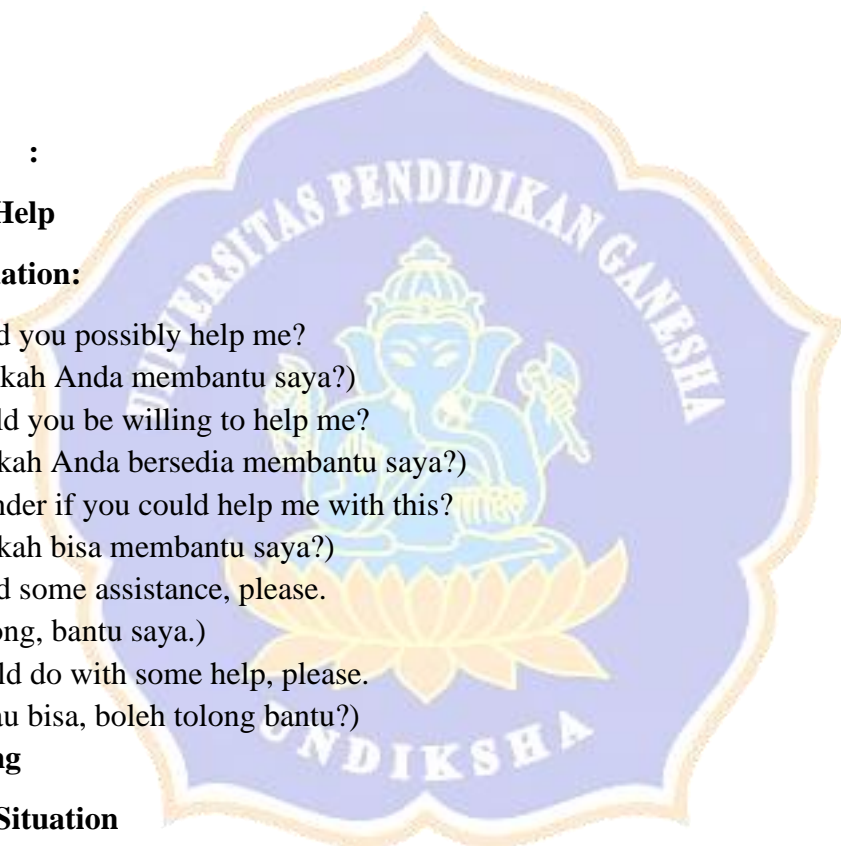 :
Help
ation:
d you possibly help me?
kah Anda membantu saya?)
ld you be willing to help me?
kah Anda bersedia membantu saya?)
nder if you could help me with this?
kah bisa membantu saya?)
d some assistance, please.
ong, bantu saya.)
ld do with some help, please.
au bisa, boleh tolong bantu?)
ng
Situation
UNIVERSITAS PENDIDIKAN GANESHA
UNDIKSHA